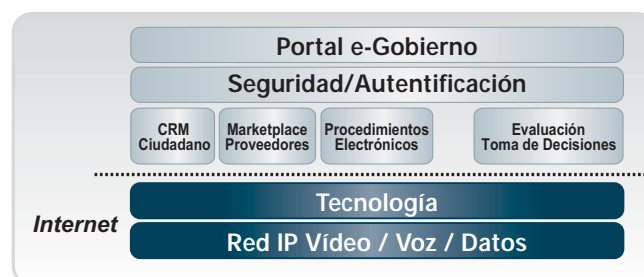 Portal e-Gobierno
Seguridad/Autentificación
CRM
Ciudadano
Marketplace
Proveedores
Procedimientos
Electrónicos
Evaluación
Toma de Decisiones
Internet
Tecnología
Red IP Vídeo / Voz / Datos